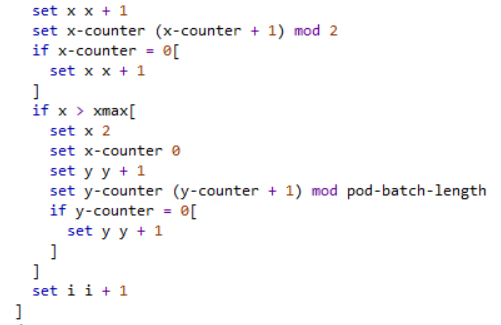 set x x + 1
set x-counter (x-counter + 1) mod 2
if x-counter = 0[
set x x + 1
]
if x > xmax[
set x 2
set x-counter 0
set y y + 1
set y-counter (y-counter + 1) mod pod-batch-length
if y-counter = 0[
set y y + 1
]
]
set i i + 1
]